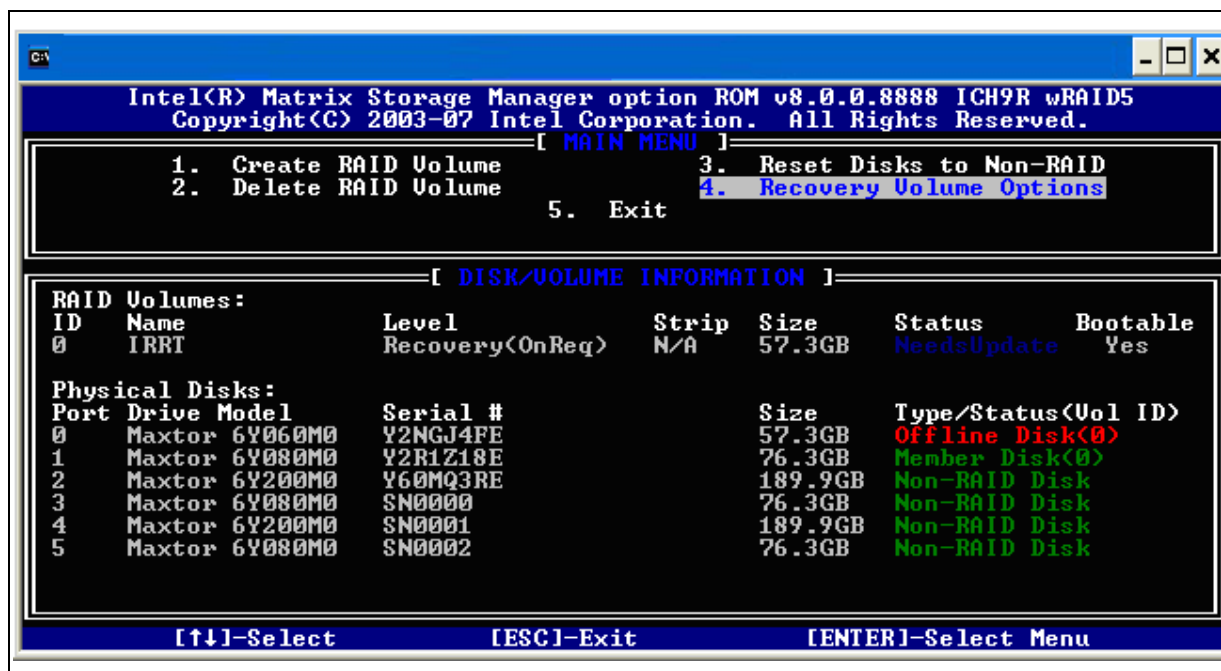 C:\
Intel(R) Matrix Storage Manager option ROM v8.0.0.8888 ICH9R wRAID5
Copyright(C) 2003-07 Intel Corporation. All Rights Reserved.
[ MAIN MENU ]
1. Create RAID Volume 3. Reset Disks to Non-RAID
2. Delete RAID Volume 4. Recovery Volume Options
5. Exit
[ DISK/VOLUME INFORMATION ]
RAID Volumes:
ID Name Level Strip Size Status Bootable
0 IRRT Recovery(OnReq) N/A 57.3GB NeedsUpdate Yes
Physical Disks:
Port Drive Model Serial # Size Type/Status(Vol ID)
0 Maxtor 6Y060M0 Y2NGJ4FE 57.3GB Offline Disk(0)
1 Maxtor 6Y080M0 Y2R1Z18E 76.3GB Member Disk(0)
2 Maxtor 6Y200M0 Y60MQ3RE 189.9GB Non-RAID Disk
3 Maxtor 6Y080M0 SN0000 76.3GB Non-RAID Disk
4 Maxtor 6Y200M0 SN0001 189.9GB Non-RAID Disk
5 Maxtor 6Y080M0 SN0002 76.3GB Non-RAID Disk
[↑↓]-Select [ESC]-Exit [ENTER]-Select Menu